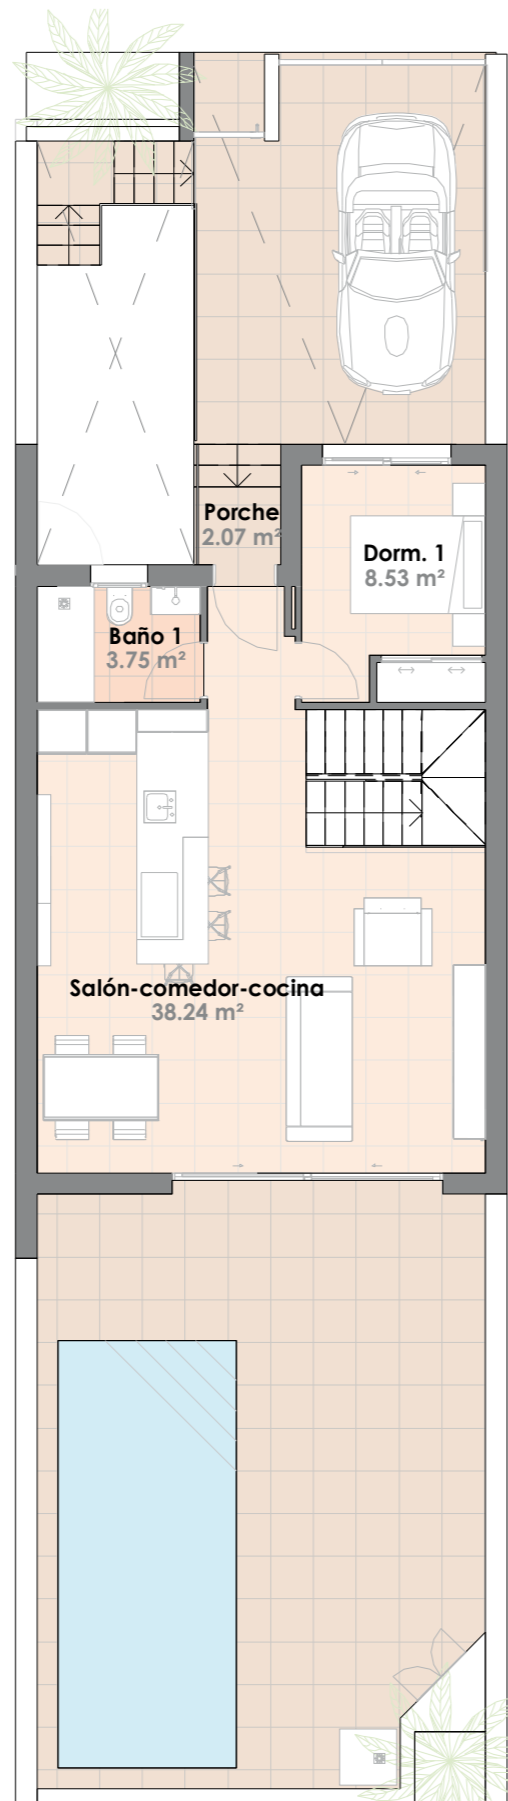 Porche
2.07 m²
Dorm. 1
8.53 m²
Baño 1
3.75 m²
Salón-comedor-cocina
38.24 m²